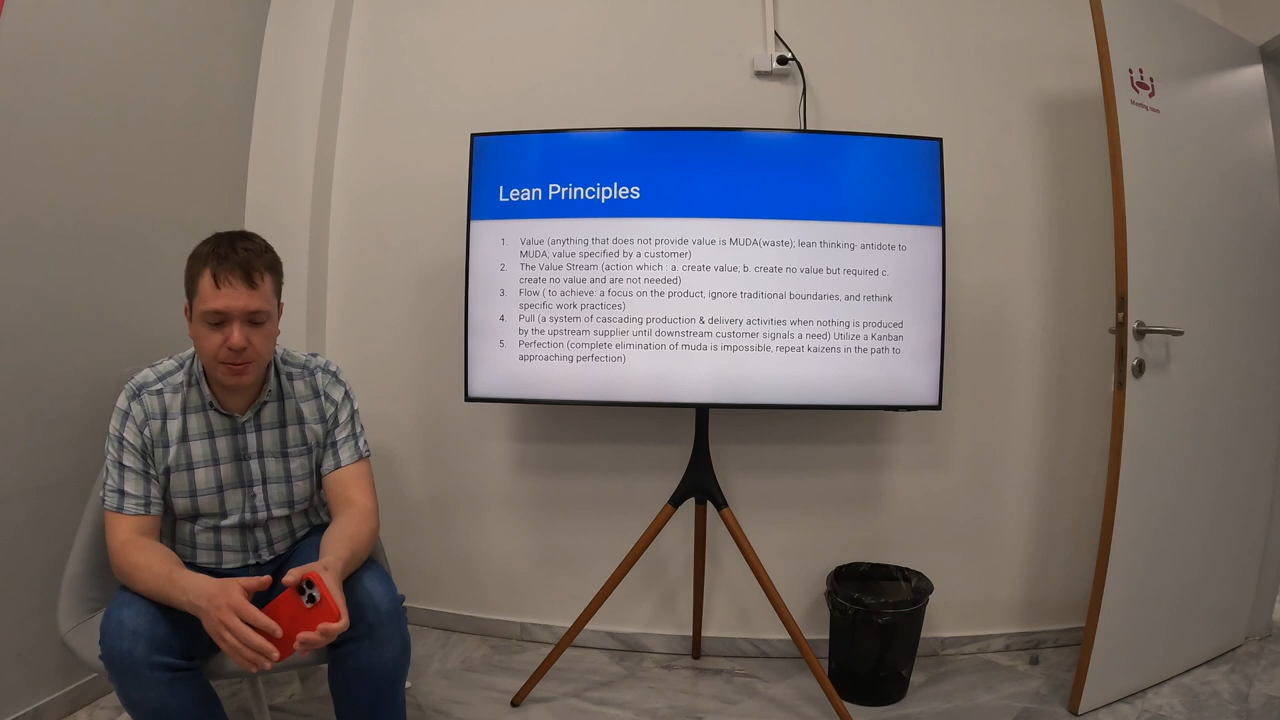 Lean Principles
1. Value (anything that does not provide value is MUDA(waste); lean thinking- antidote to
MUDA; value specified by a customer)
2. The Value Stream (action which : a. create value; b. create no value but required c.
create no value and are not needed)
3. Flow ( to achieve: a focus on the product, ignore traditional boundaries, and rethink
specific work practices)
4. Pull (a system of cascading production & delivery activities when nothing is produced
by the upstream supplier until downstream customer signals a need) Utilize a Kanban
5. Perfection (complete elimination of muda is impossible, repeat kaizens in the path to
approaching perfection)
Meeting room